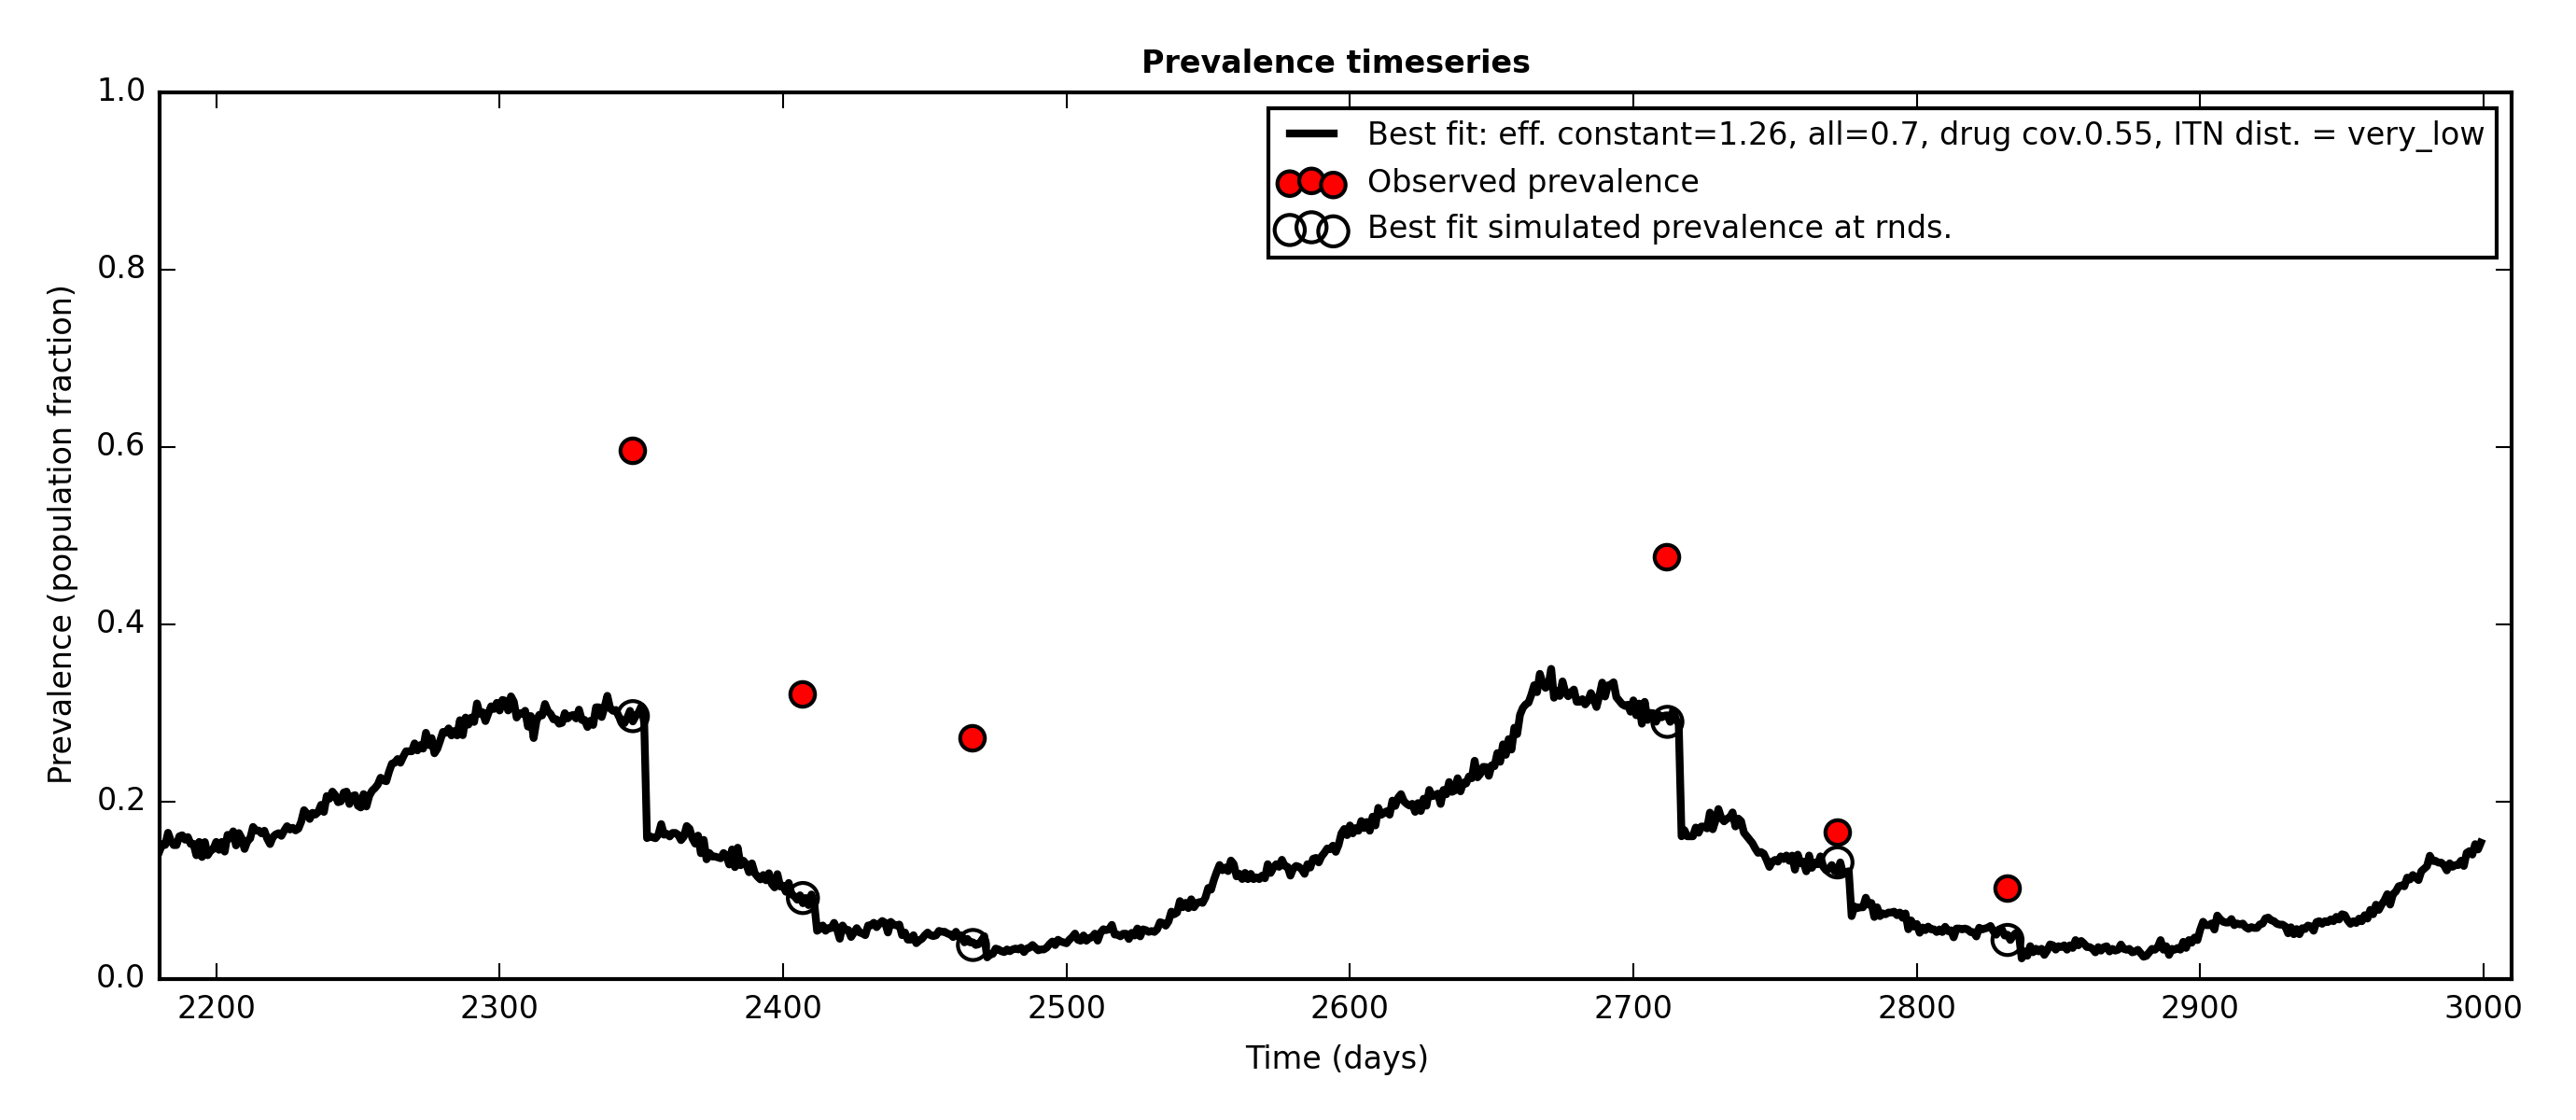 Prevalence timeseries
Best fit: eff. constant=1.26, all=0.7, drug cov.0.55, ITN dist. = very_low
Observed prevalence
Best fit simulated prevalence at rnds.
Prevalence (population fraction)
1.0
0.8
0.6
0.4
0.2
0.0
2200 2300 2400 2500 2600 2700 2800 2900 3000
Time (days)